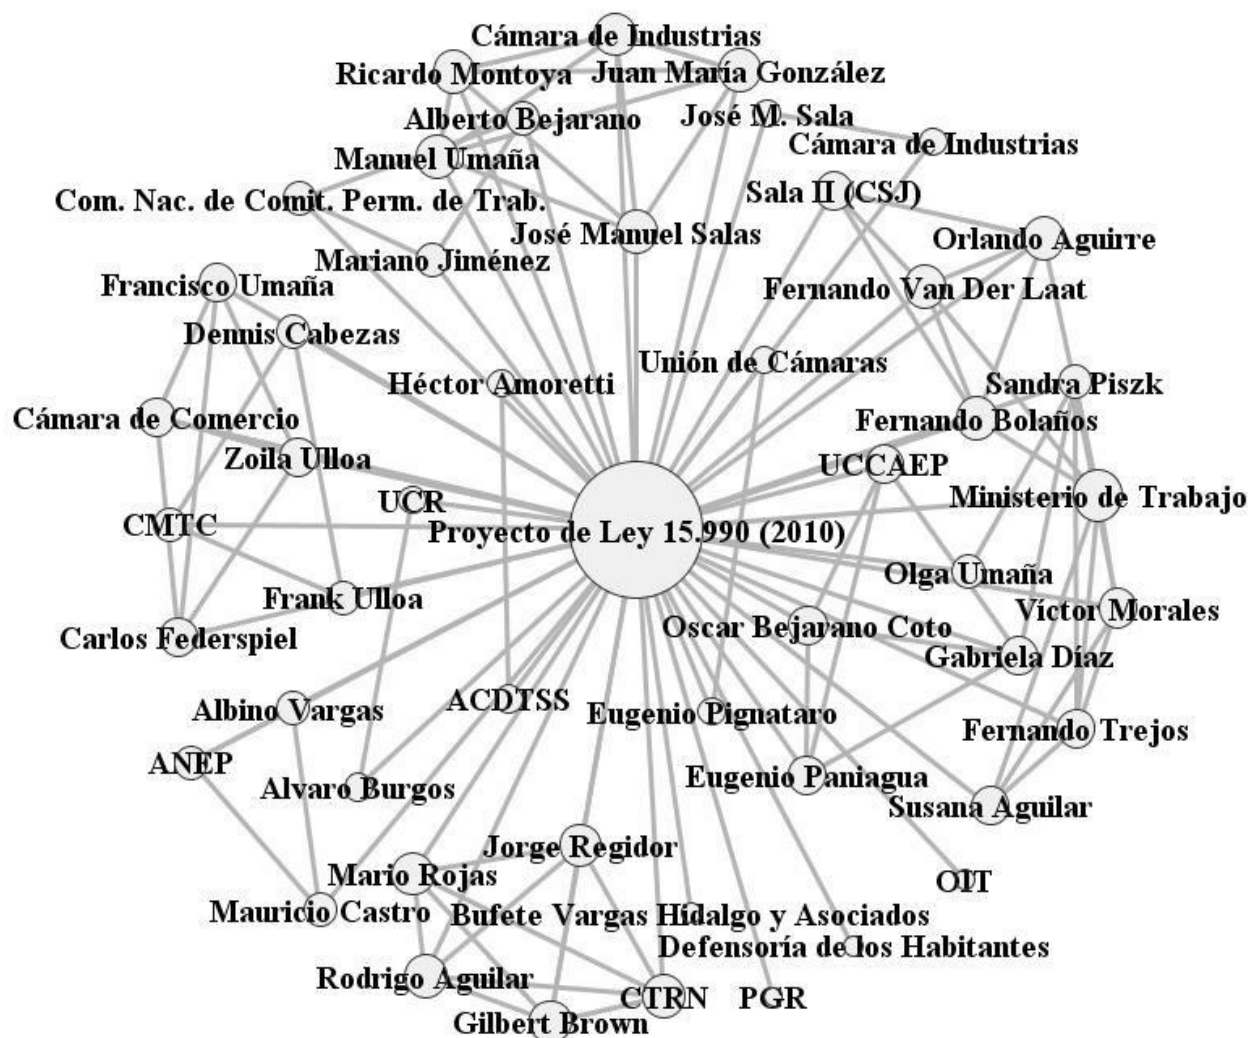 Cámara de Industrias
Ricardo Montoya
Juan María González
Alberto Bejarano
José M. Sala
Cámara de Industrias
Manuel Umaña
Sala II (CSJ)
Com. Nac. de Comit. Perm. de Trab.
José Manuel Salas
Orlando Aguirre
Mariano Jiménez
Francisco Umaña
Fernando Van Der Laat
Dennis Cabezas
Unión de Cámaras
Héctor Amoretti
Sandra Piszk
Cámara de Comercio
Fernando Bolaños
Zoila Ulloa
UCCAEP
UCR
Ministerio de Trabajo
CMTC
Proyecto de Ley 15.990 (2010)
Olga Umaña
Frank Ulloa
Víctor Morales
Oscar Bejarano Coto
Carlos Federspiel
Gabriela Díaz
ACDTSS
Albino Vargas
Eugenio Pignataro
Fernando Trejos
ANEP
Alvaro Burgos
Eugenio Paniagua
Susana Aguilar
Jorge Regidor
Mario Rojas
OIT
Mauricio Castro
Bufete Vargas Hidalgo y Asociados
Defensoría de los Habitantes
Rodrigo Aguilar
CTRN
PGR
Gilbert Brown